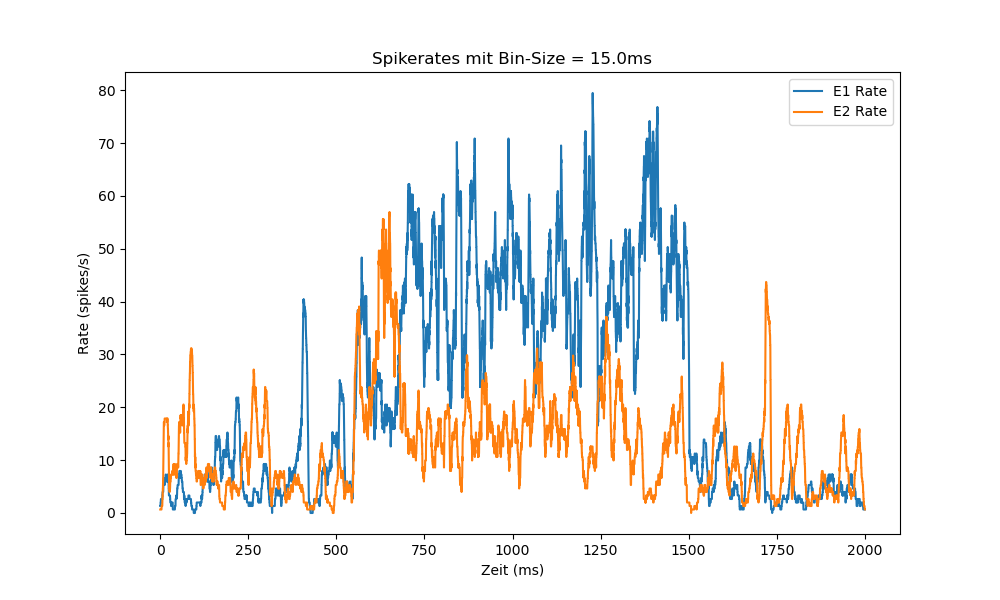 Spikerates mit Bin-Size = 15.0ms
E1 Rate
E2 Rate
80
70
60
50
40
30
20
10
0
Rate (spikes/s)
0 250 500 750 1000 1250 1500 1750 2000
Zeit (ms)